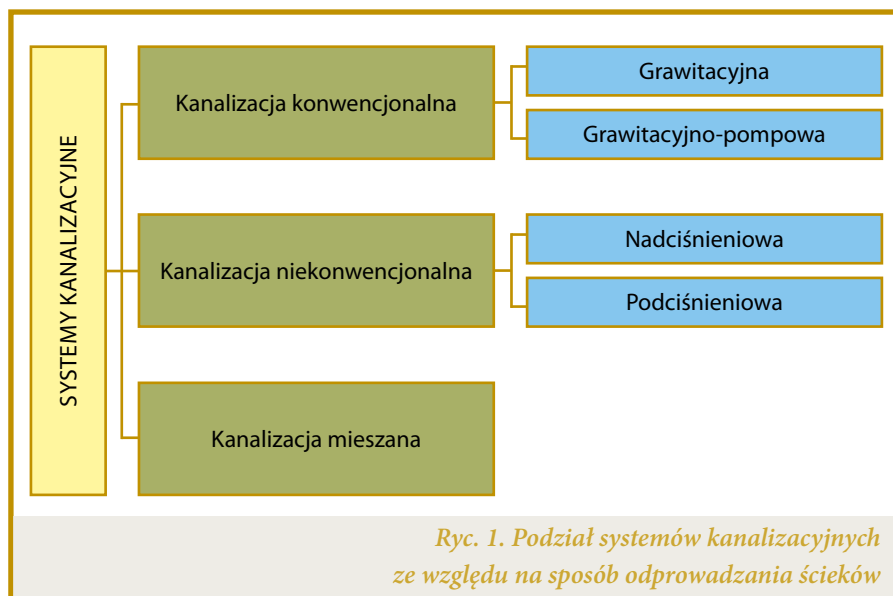 SYSTEMY KANALIZACYJNE
Kanalizacja konwencjonalna
Grawitacyjna
Grawitacyjno-pompowa
Kanalizacja niekonwencjonalna
Nadciśnieniowa
Podciśnieniowa
Kanalizacja mieszana
Ryc. 1. Podział systemów kanalizacyjnych
ze względu na sposób odprowadzania ścieków